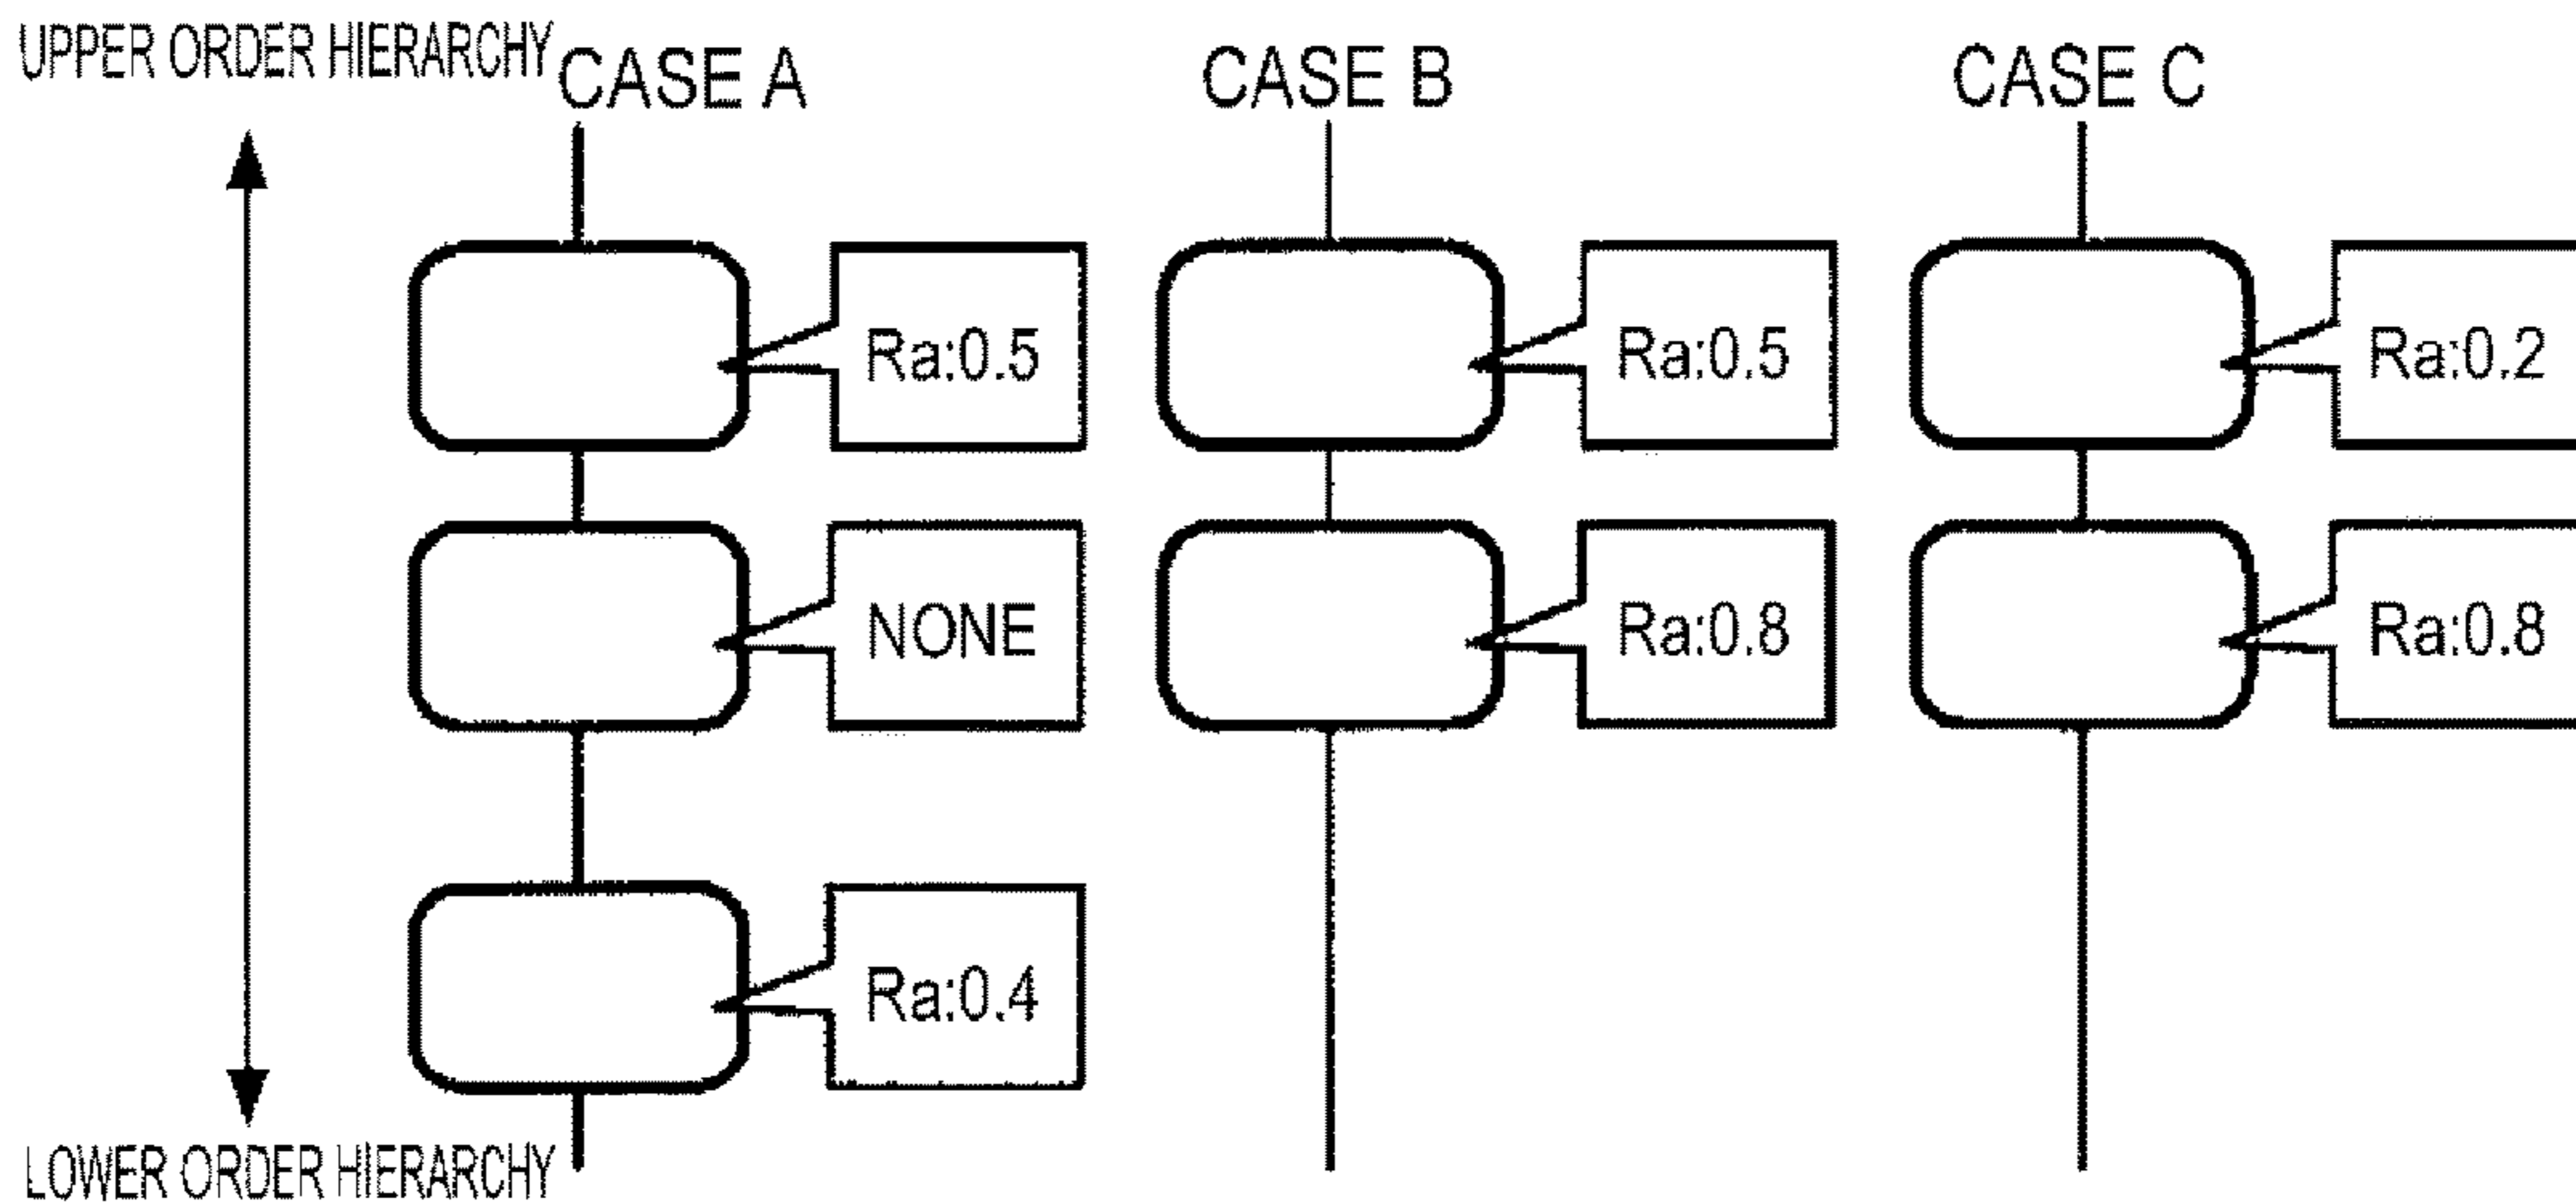 UPPER ORDER HIERARCHY
CASE A
CASE B
CASE C
Ra:0.5
Ra:0.5
Ra:0.2
NONE
Ra:0.8
Ra:0.8
Ra:0.4
LOWER ORDER HIERARCHY